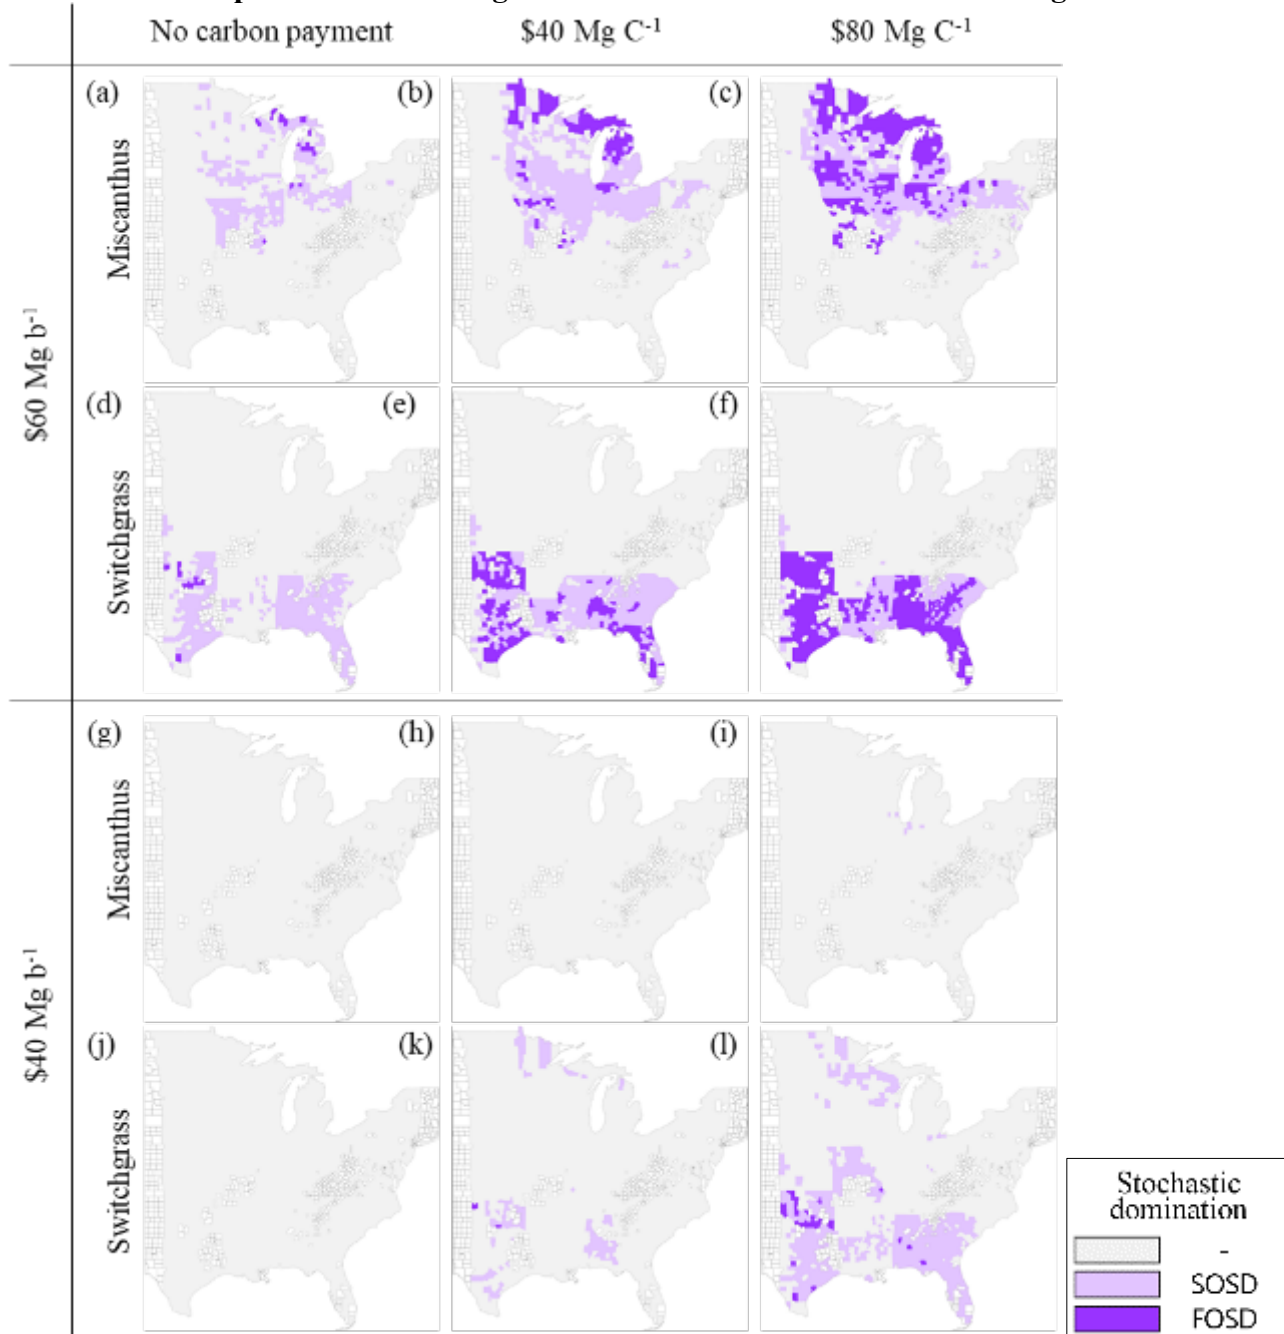 No carbon payment $40 Mg C⁻¹ $80 Mg C⁻¹
$60 Mg b⁻¹
Miscanthus
(a) (b) (c)
Switchgrass
(d) (e) (f)
$40 Mg b⁻¹
Miscanthus
(g) (h) (i)
Switchgrass
(j) (k) (l)
Stochastic
domination
-
SOSD
FOSD